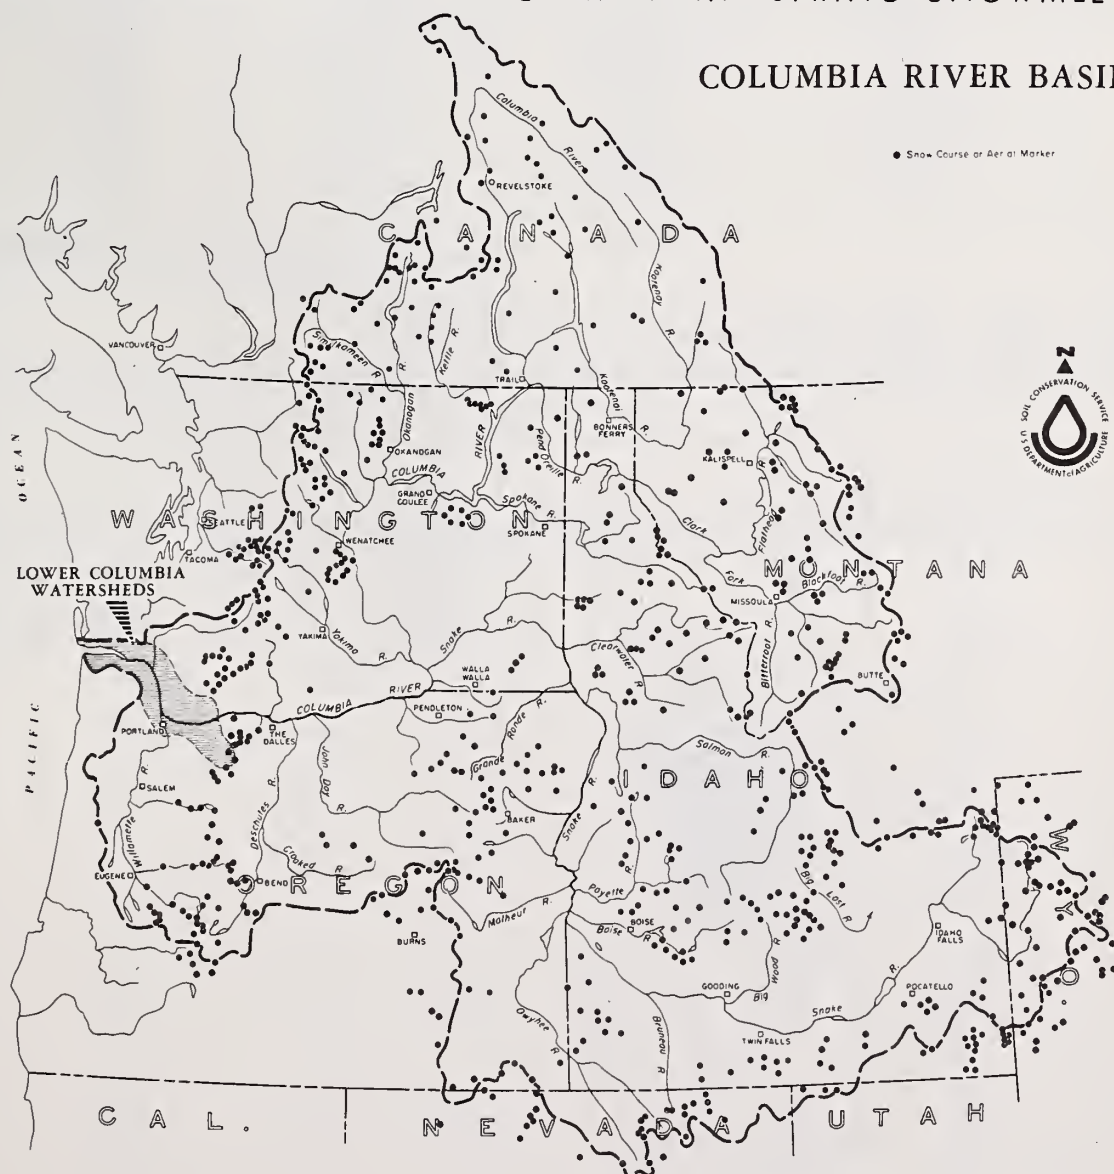 SPRING SNOWMEL
COLUMBIA RIVER BASI
Snow Course or Aerial Marker
Columbia
River
REVELSTOKE
CANADA
Kootenay
R.
VANCOUVER
Similkameen R
R.
Kettle R.
TRAIL
Kootenai
R.
BONNERS
FERRY
N
SOIL CONSERVATION SERVICE
U S DEPARTMENT of AGRICULTURE
Okanagan
OKANOGAN
COLUMBIA
RIVER
Pend Oreille R.
KALISPELL
Flathead R
OCEAN
GRAND
COULEE
Spokane R.
SPOKANE
Clark
Fork
WASHINGTON
SEATTLE
TACOMA
WENATCHEE
MONTANA
Blackfoot R.
MISSOULA
LOWER COLUMBIA
WATERSHEDS
YAKIMA
Yakima R.
Snake R.
Clearwater R
Bitterroot R.
BUTTE
WALLA
WALLA
COLUMBIA RIVER
PENDLETON
PACIFIC
PORTLAND
THE
DALLES
John Day
R.
Grande Ronde R.
Salmon R.
IDAHO
SALEM
Willamette R.
Deschutes R.
BAKER
Snake R.
EUGENE
Crooked R.
BEND
OREGON
Payette R.
Big Lost R
WYO
Malheur R.
Boise R
BOISE
IDAHO
FALLS
BURNS
Big Wood R
GOODING
POCATELLO
Snake R.
TWIN FALLS
Owyhee R
Bruneau R
CAL.
NEVADA
UTAH